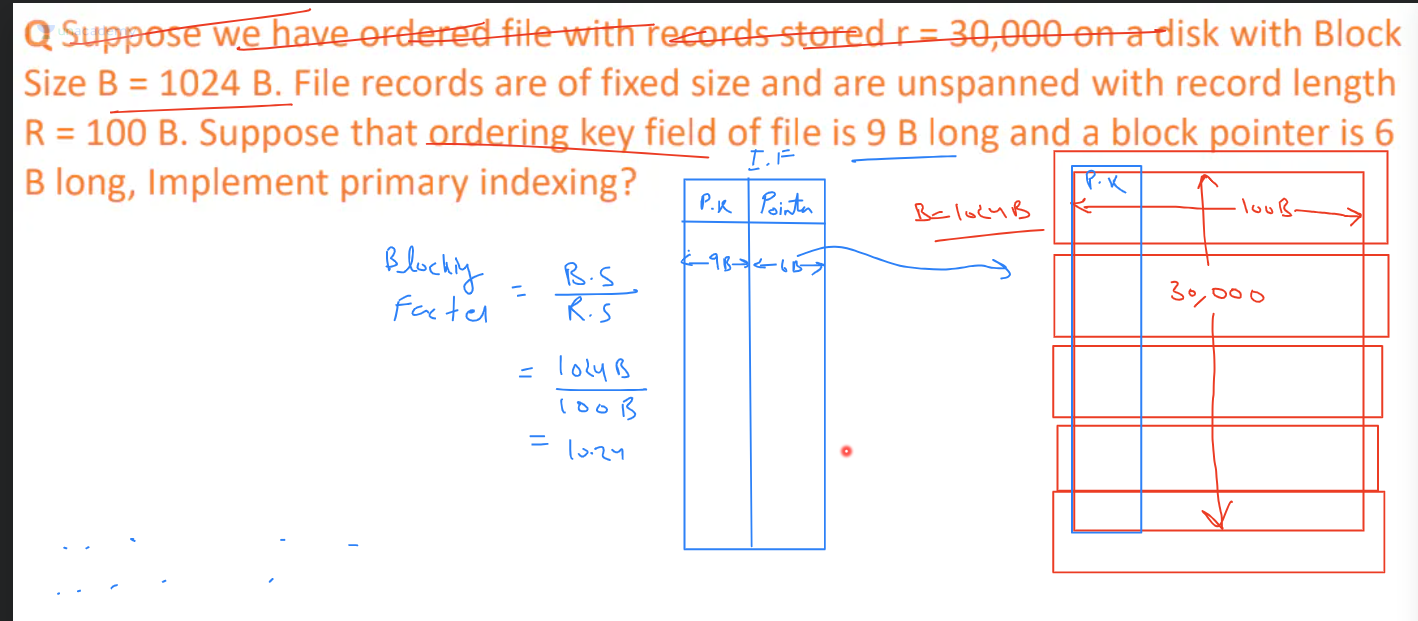 Q Suppose we have ordered file with records stored r = 30,000 on a disk with Block
Size B = 1024 B. File records are of fixed size and are unspanned with record length
R = 100 B. Suppose that ordering key field of file is 9 B long and a block pointer is 6
B long, Implement primary indexing?
I.F
P.K Pointer
←9B→ ←6B→
B=1024B
P.K
100B
30,000
Blocking
Factor
= B.S
R.S
= 1024B
100B
= 10.24